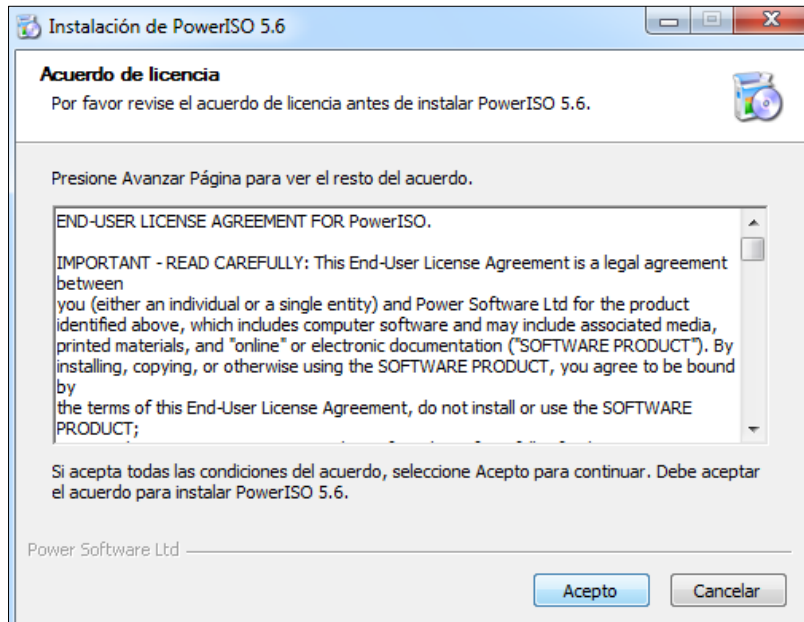 Instalación de PowerISO 5.6
Acuerdo de licencia
Por favor revise el acuerdo de licencia antes de instalar PowerISO 5.6.
Presione Avanzar Página para ver el resto del acuerdo.
END-USER LICENSE AGREEMENT FOR PowerISO.
IMPORTANT - READ CAREFULLY: This End-User License Agreement is a legal agreement
between
you (either an individual or a single entity) and Power Software Ltd for the product
identified above, which includes computer software and may include associated media,
printed materials, and "online" or electronic documentation ("SOFTWARE PRODUCT"). By
installing, copying, or otherwise using the SOFTWARE PRODUCT, you agree to be bound
by
the terms of this End-User License Agreement, do not install or use the SOFTWARE
PRODUCT;
Si acepta todas las condiciones del acuerdo, seleccione Acepto para continuar. Debe aceptar
el acuerdo para instalar PowerISO 5.6.
Power Software Ltd
Acepto
Cancelar